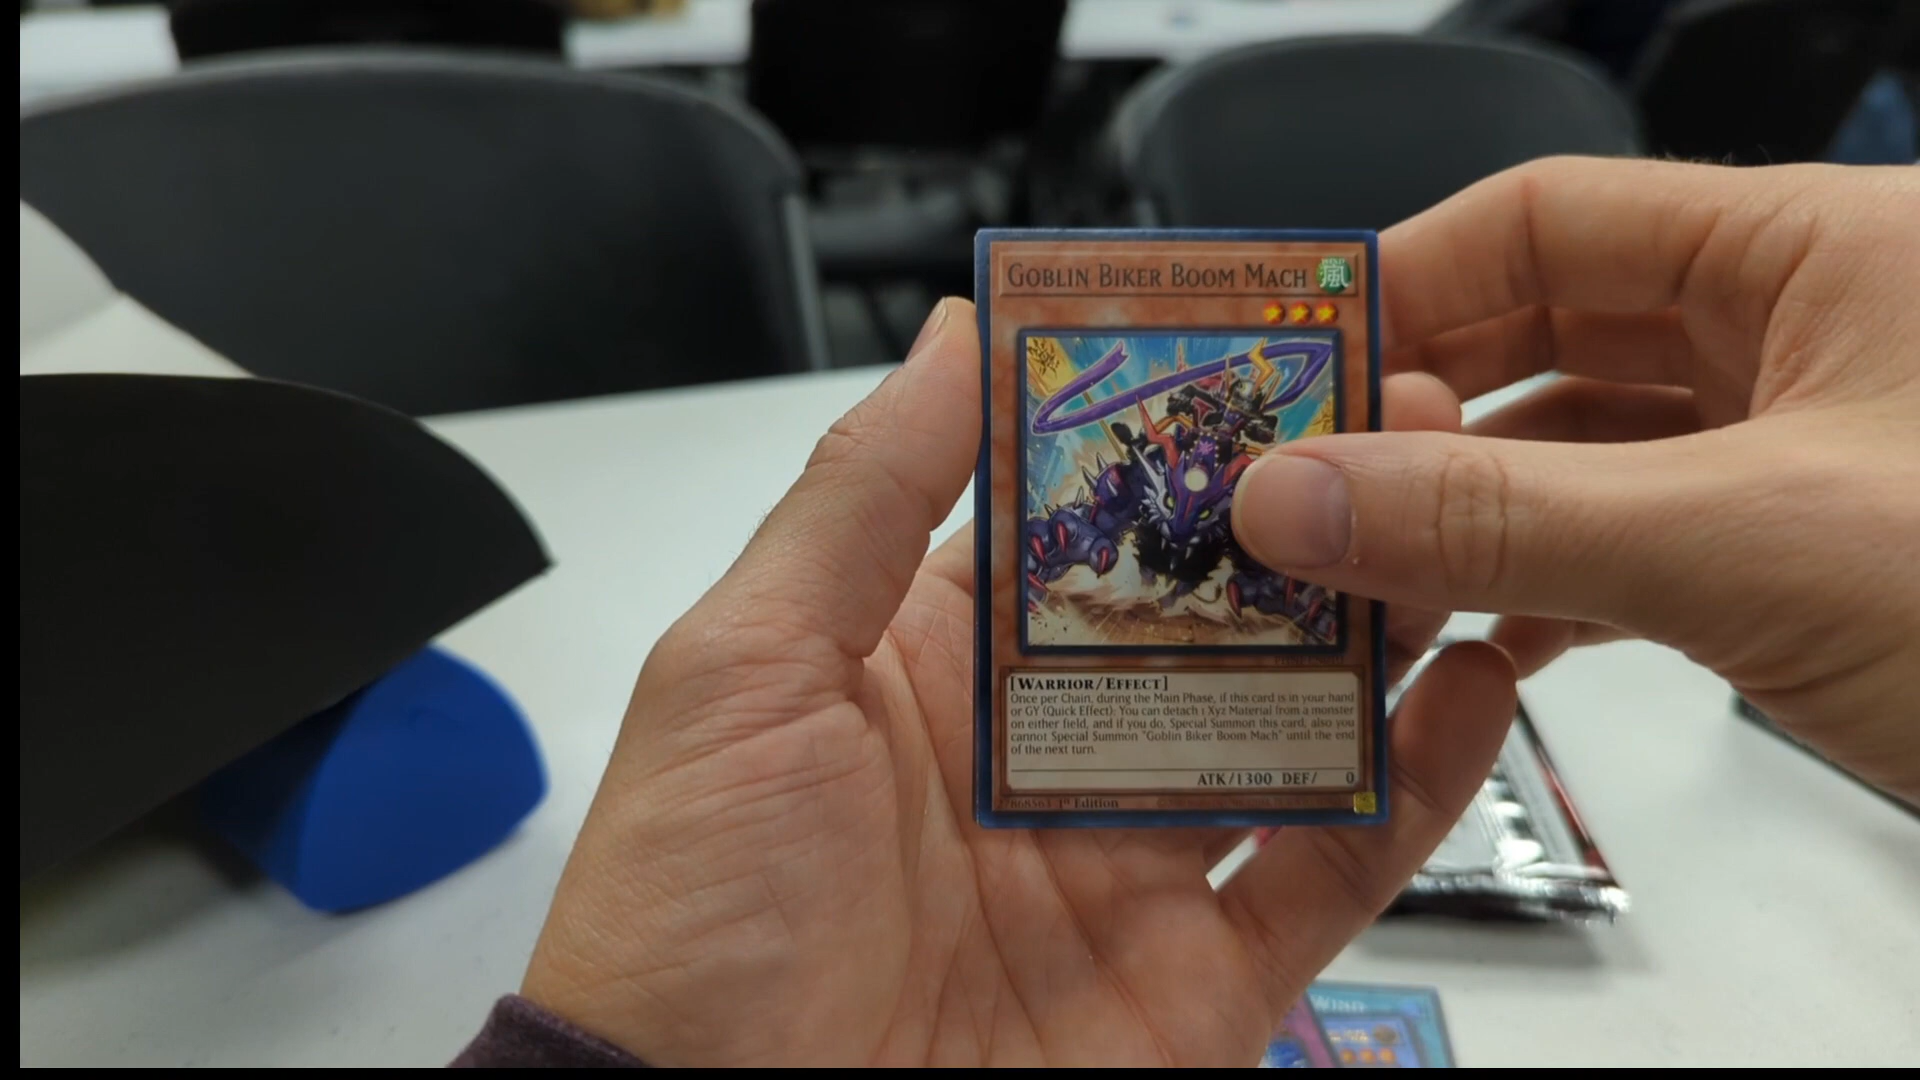 GOBLIN BIKER BOOM MACH
WIND
風
[WARRIOR/EFFECT]
Once per Chain, during the Main Phase, if this card is in your hand
or GY (Quick Effect): You can detach 1 Xyz Material from a monster
on either field, and if you do, Special Summon this card, also you
cannot Special Summon "Goblin Biker Boom Mach" until the end
of the next turn.
ATK/1300 DEF/ 0
1st Edition
WIND